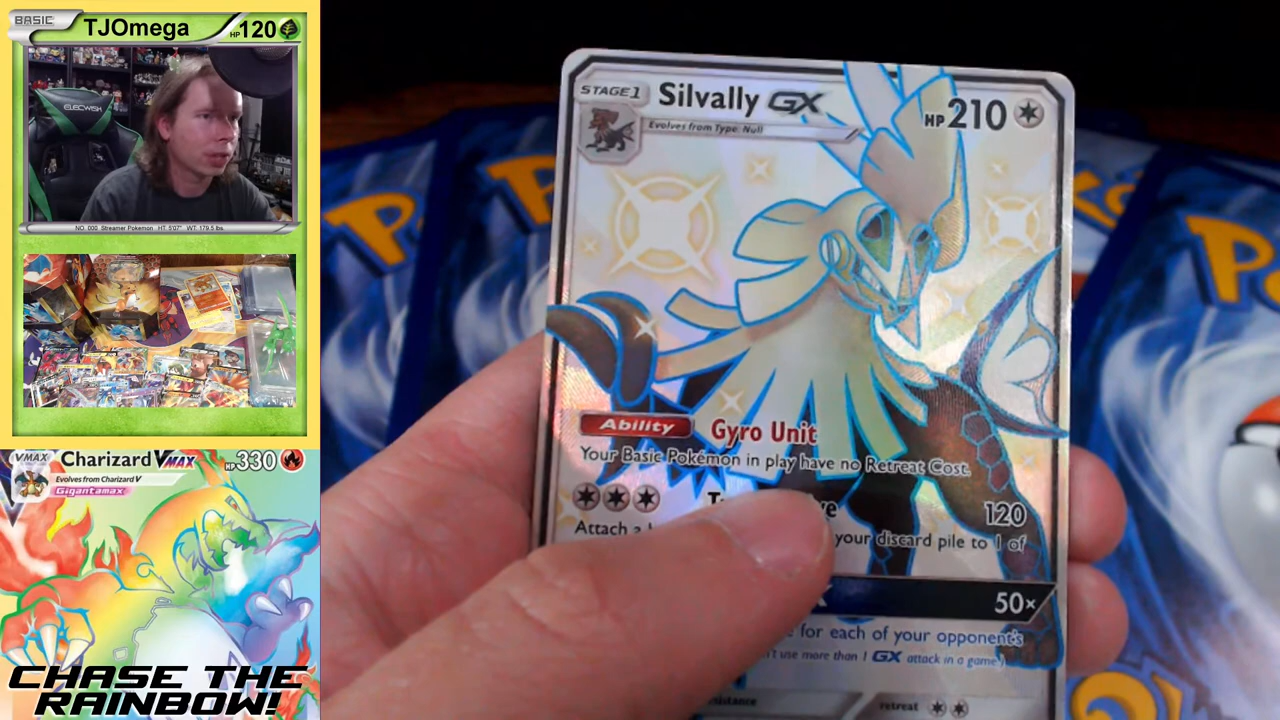 BASIC
TJOmega
HP 120
ELECWISH
NO. 000 Streamer Pokemon HT: 5'07" WT: 179.5 lbs.
VMAX
Charizard VMAX
HP 330
Evolves from Charizard V
Gigantamax
CHASE THE
RAINBOW!
STAGE 1
Silvally GX
HP 210
Evolves from Type: Null
Ability
Gyro Unit
Your Basic Pokémon in play have no Retreat Cost.
120
Attach a
your discard pile to 1 of
50×
for each of your opponent's
use more than 1 GX attack in a game.)
retreat